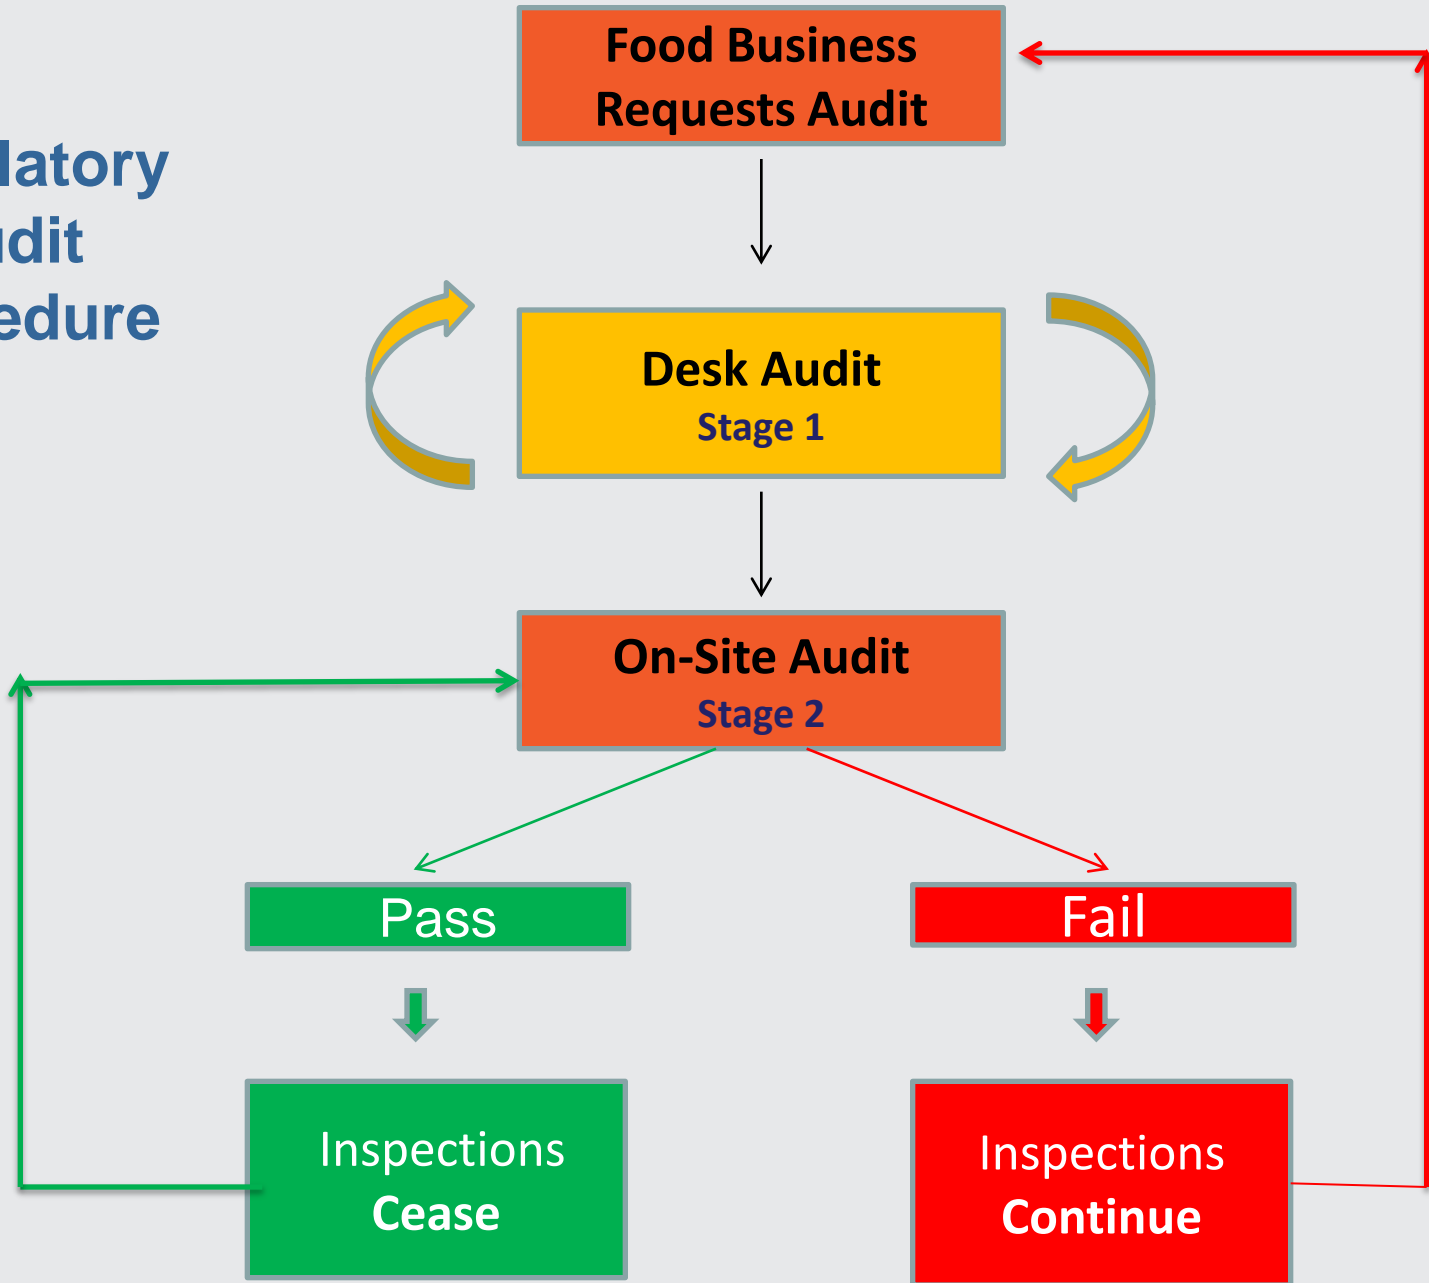 Food Business
Requests Audit
latory
udit
edure
Desk Audit
Stage 1
On-Site Audit
Stage 2
Pass
Fail
Inspections
Cease
Inspections
Continue